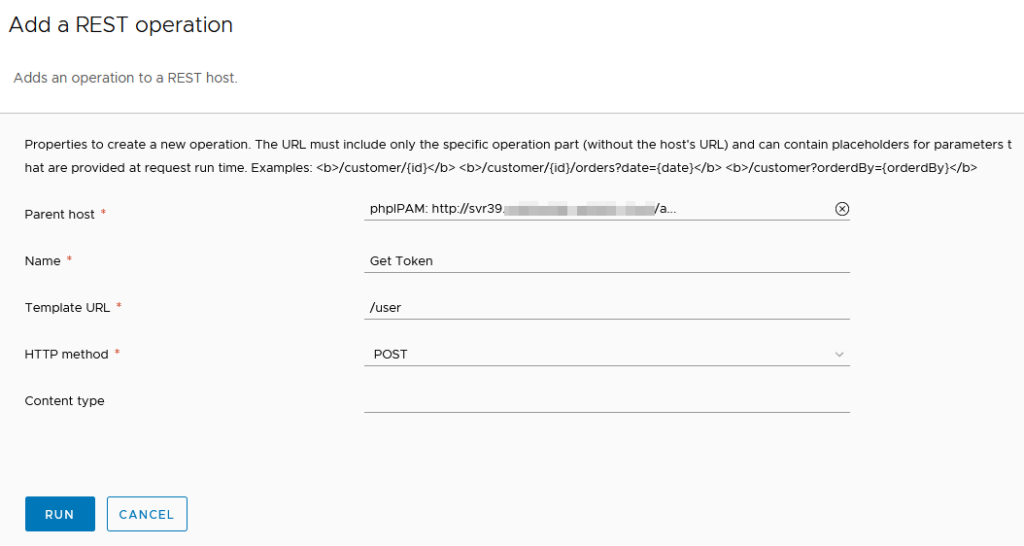 Add a REST operation
Adds an operation to a REST host.
Properties to create a new operation. The URL must include only the specific operation part (without the host's URL) and can contain placeholders for parameters t
hat are provided at request run time. Examples: <b>/customer/{id}</b> <b>/customer/{id}/orders?date={date}</b> <b>/customer?orderdBy={orderdBy}</b>
Parent host * phpIPAM: http://svr39. /a...
Name * Get Token
Template URL * /user
HTTP method * POST
Content type
RUN CANCEL